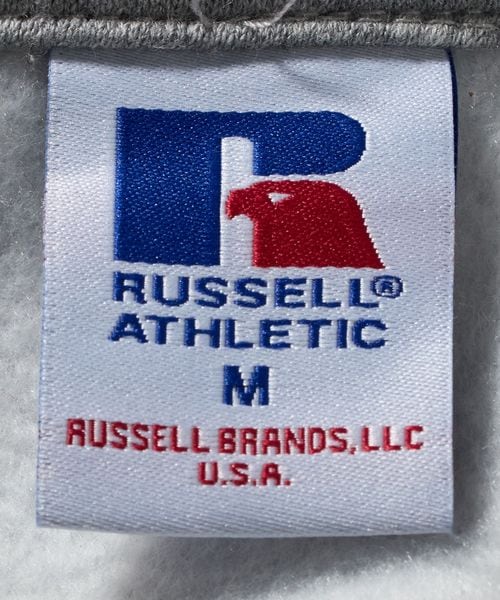 RUSSELL®
ATHLETIC
M
RUSSELL BRANDS, LLC
U.S.A.